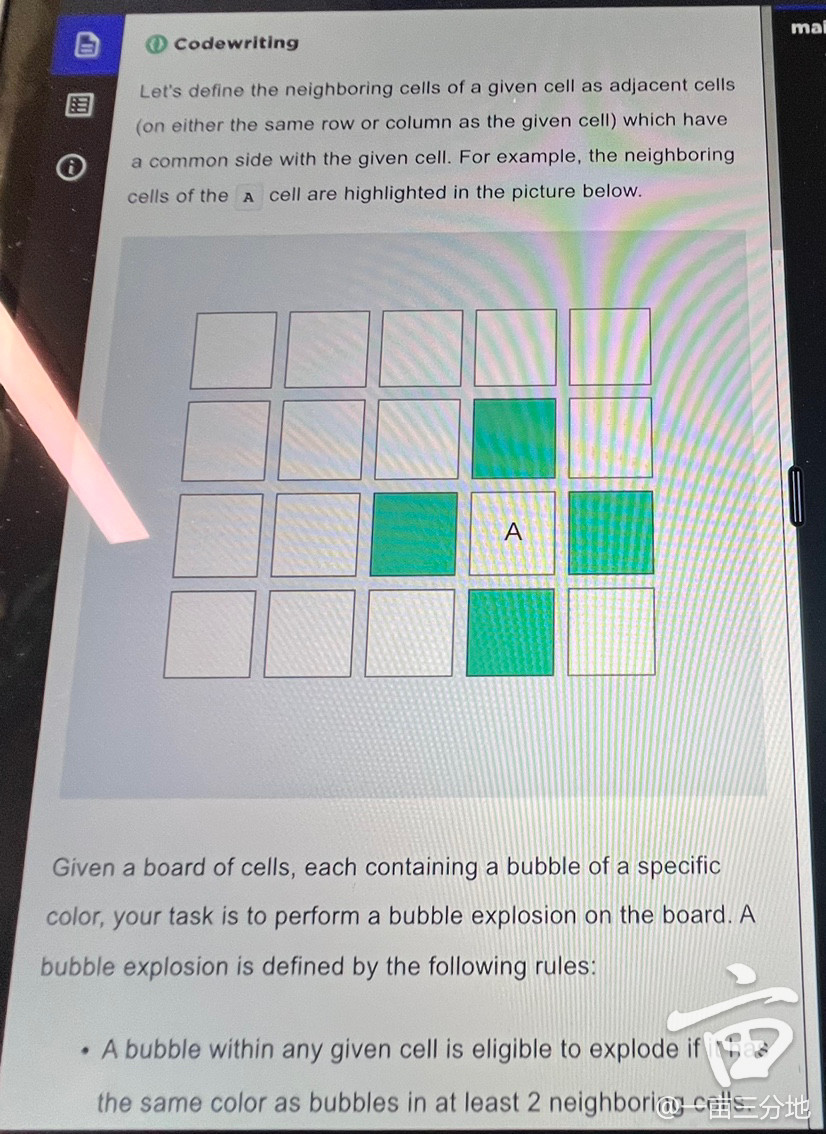 mai
Codewriting
Let's define the neighboring cells of a given cell as adjacent cells
(on either the same row or column as the given cell) which have
a common side with the given cell. For example, the neighboring
cells of the A cell are highlighted in the picture below.
A
Given a board of cells, each containing a bubble of a specific
color, your task is to perform a bubble explosion on the board. A
bubble explosion is defined by the following rules:
• A bubble within any given cell is eligible to explode if it has
the same color as bubbles in at least 2 neighboring cells.
亩
@一亩三分地